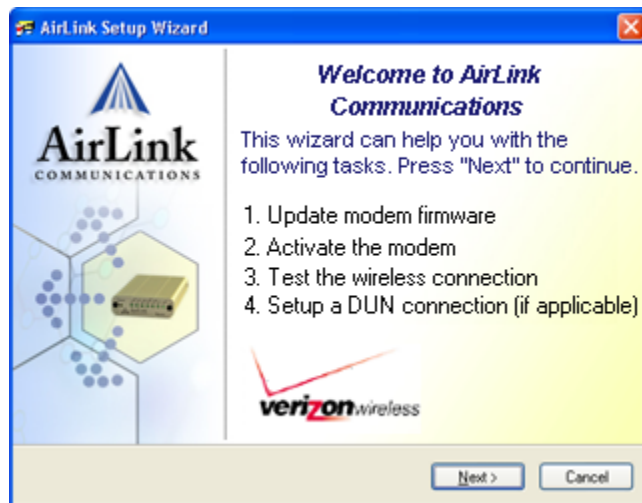 AirLink Setup Wizard
AirLink
COMMUNICATIONS
Welcome to AirLink
Communications
This wizard can help you with the
following tasks. Press "Next" to continue.
1. Update modem firmware
2. Activate the modem
3. Test the wireless connection
4. Setup a DUN connection (if applicable)
verizonwireless
Next >
Cancel